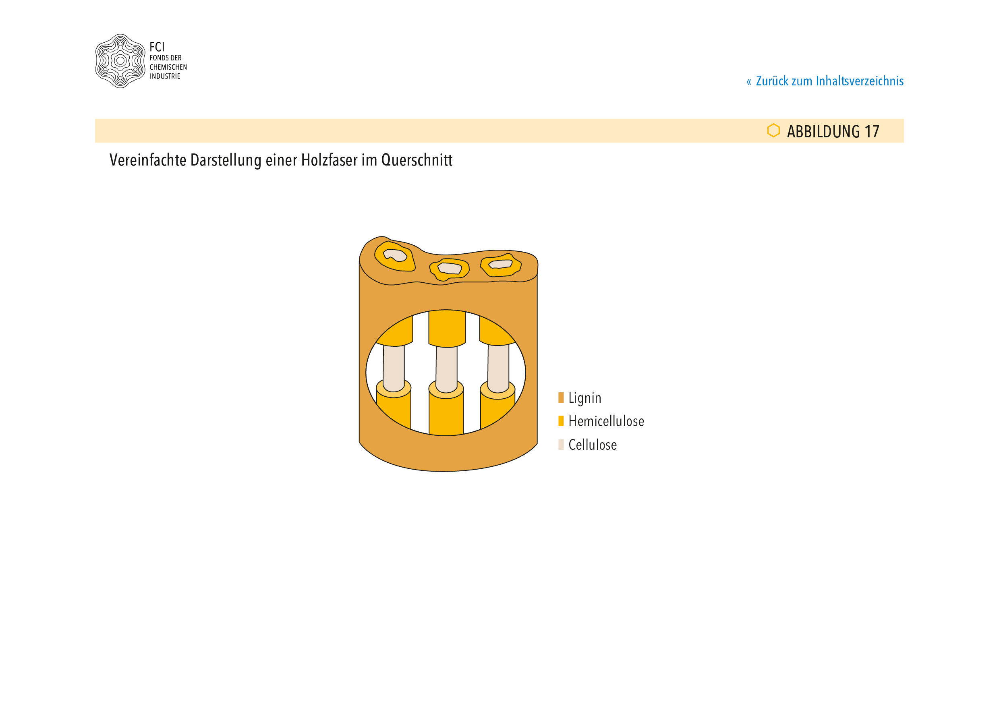 FCI
FONDS DER
CHEMISCHEN
INDUSTRIE
« Zurück zum Inhaltsverzeichnis
ABBILDUNG 17
Vereinfachte Darstellung einer Holzfaser im Querschnitt
Lignin
Hemicellulose
Cellulose